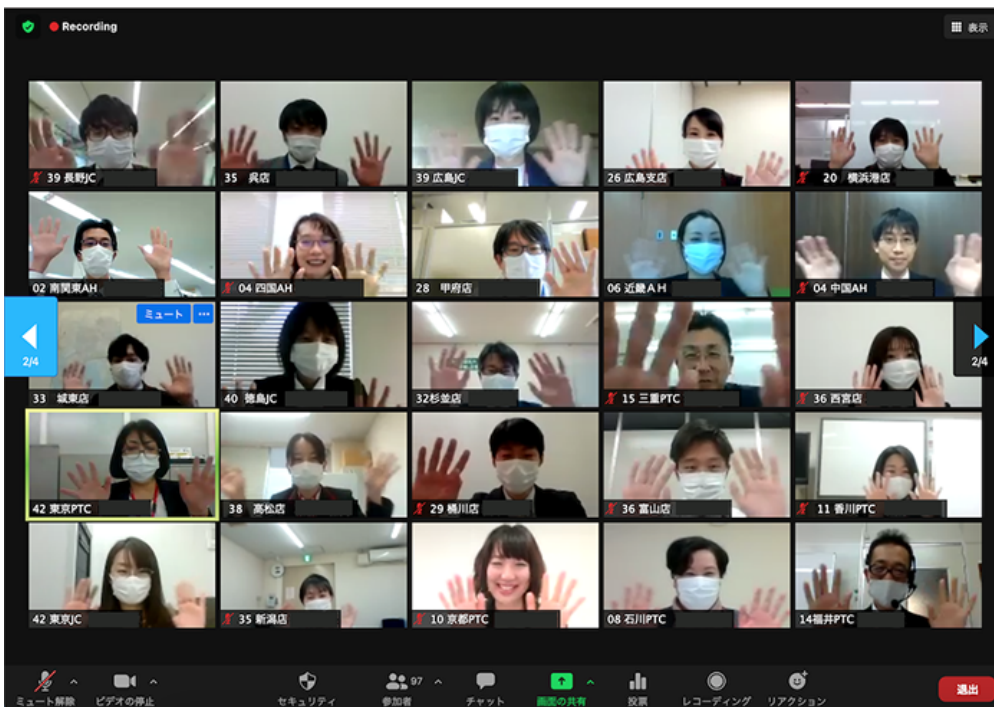 Recording
表示
39 長野JC
35 呉店
39 広島JC
26 広島支店
20 横浜港店
02 南関東AH
04 四国AH
28 甲府店
06 近畿AH
04 中国AH
ミュート
2/4
2/4
33 城東店
40 徳島JC
32杉並店
15 三重PTC
36 西宮店
42 東京PTC
38 高松店
29 桶川店
36 富山店
11 香川PTC
42 東京JC
35 新潟店
10 京都PTC
08 石川PTC
14福井PTC
97
ミュート解除
ビデオの停止
セキュリティ
参加者
チャット
画面の共有
投票
レコーディング
リアクション
退出